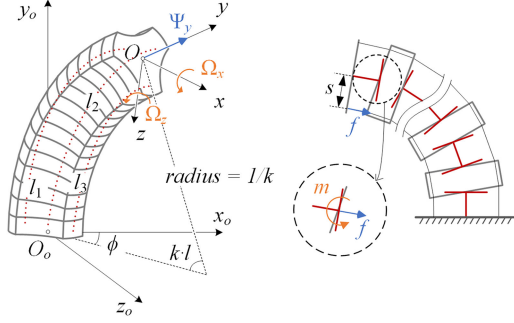 y_o
Ψ_y
y
O
Ω_x
x
l_2
z
Ω_z
l_1
l_3
radius = 1/k
x_o
O_o
ϕ
k·l
z_o
s
f
m
f